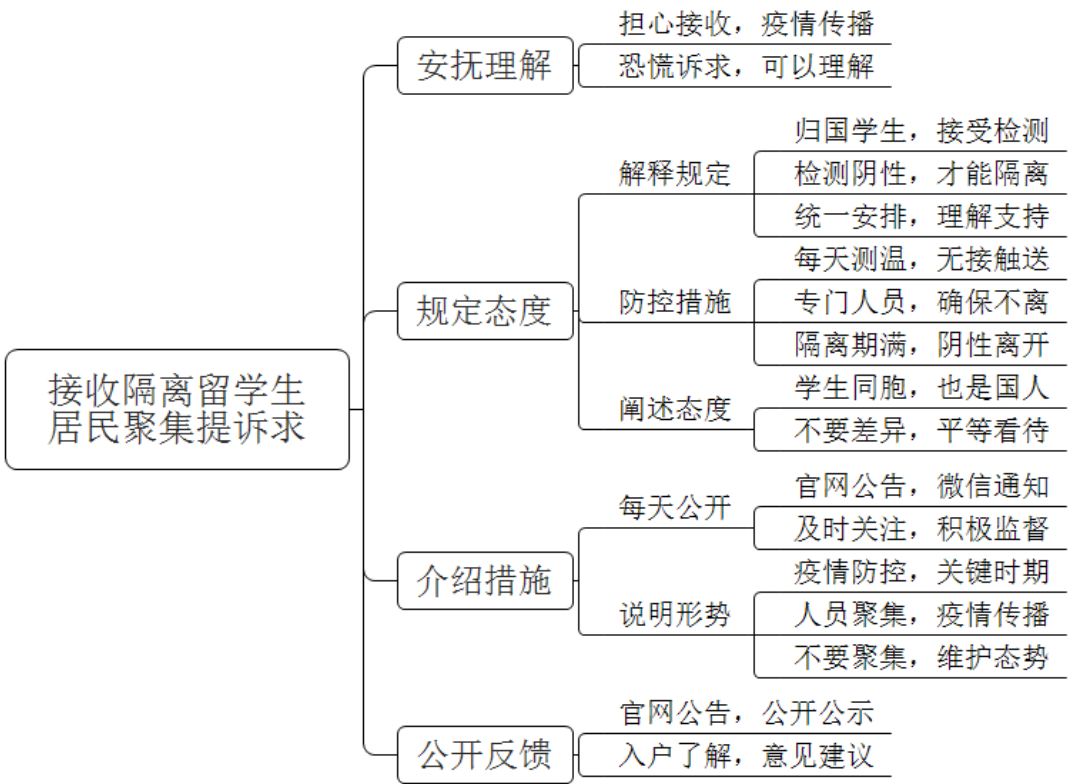 接收隔离留学生
居民聚集提诉求
安抚理解
担心接收，疫情传播
恐慌诉求，可以理解
规定态度
解释规定
归国学生，接受检测
检测阴性，才能隔离
统一安排，理解支持
防控措施
每天测温，无接触送
专门人员，确保不离
隔离期满，阴性离开
阐述态度
学生同胞，也是国人
不要差异，平等看待
介绍措施
每天公开
官网公告，微信通知
及时关注，积极监督
说明形势
疫情防控，关键时期
人员聚集，疫情传播
不要聚集，维护态势
公开反馈
官网公告，公开公示
入户了解，意见建议